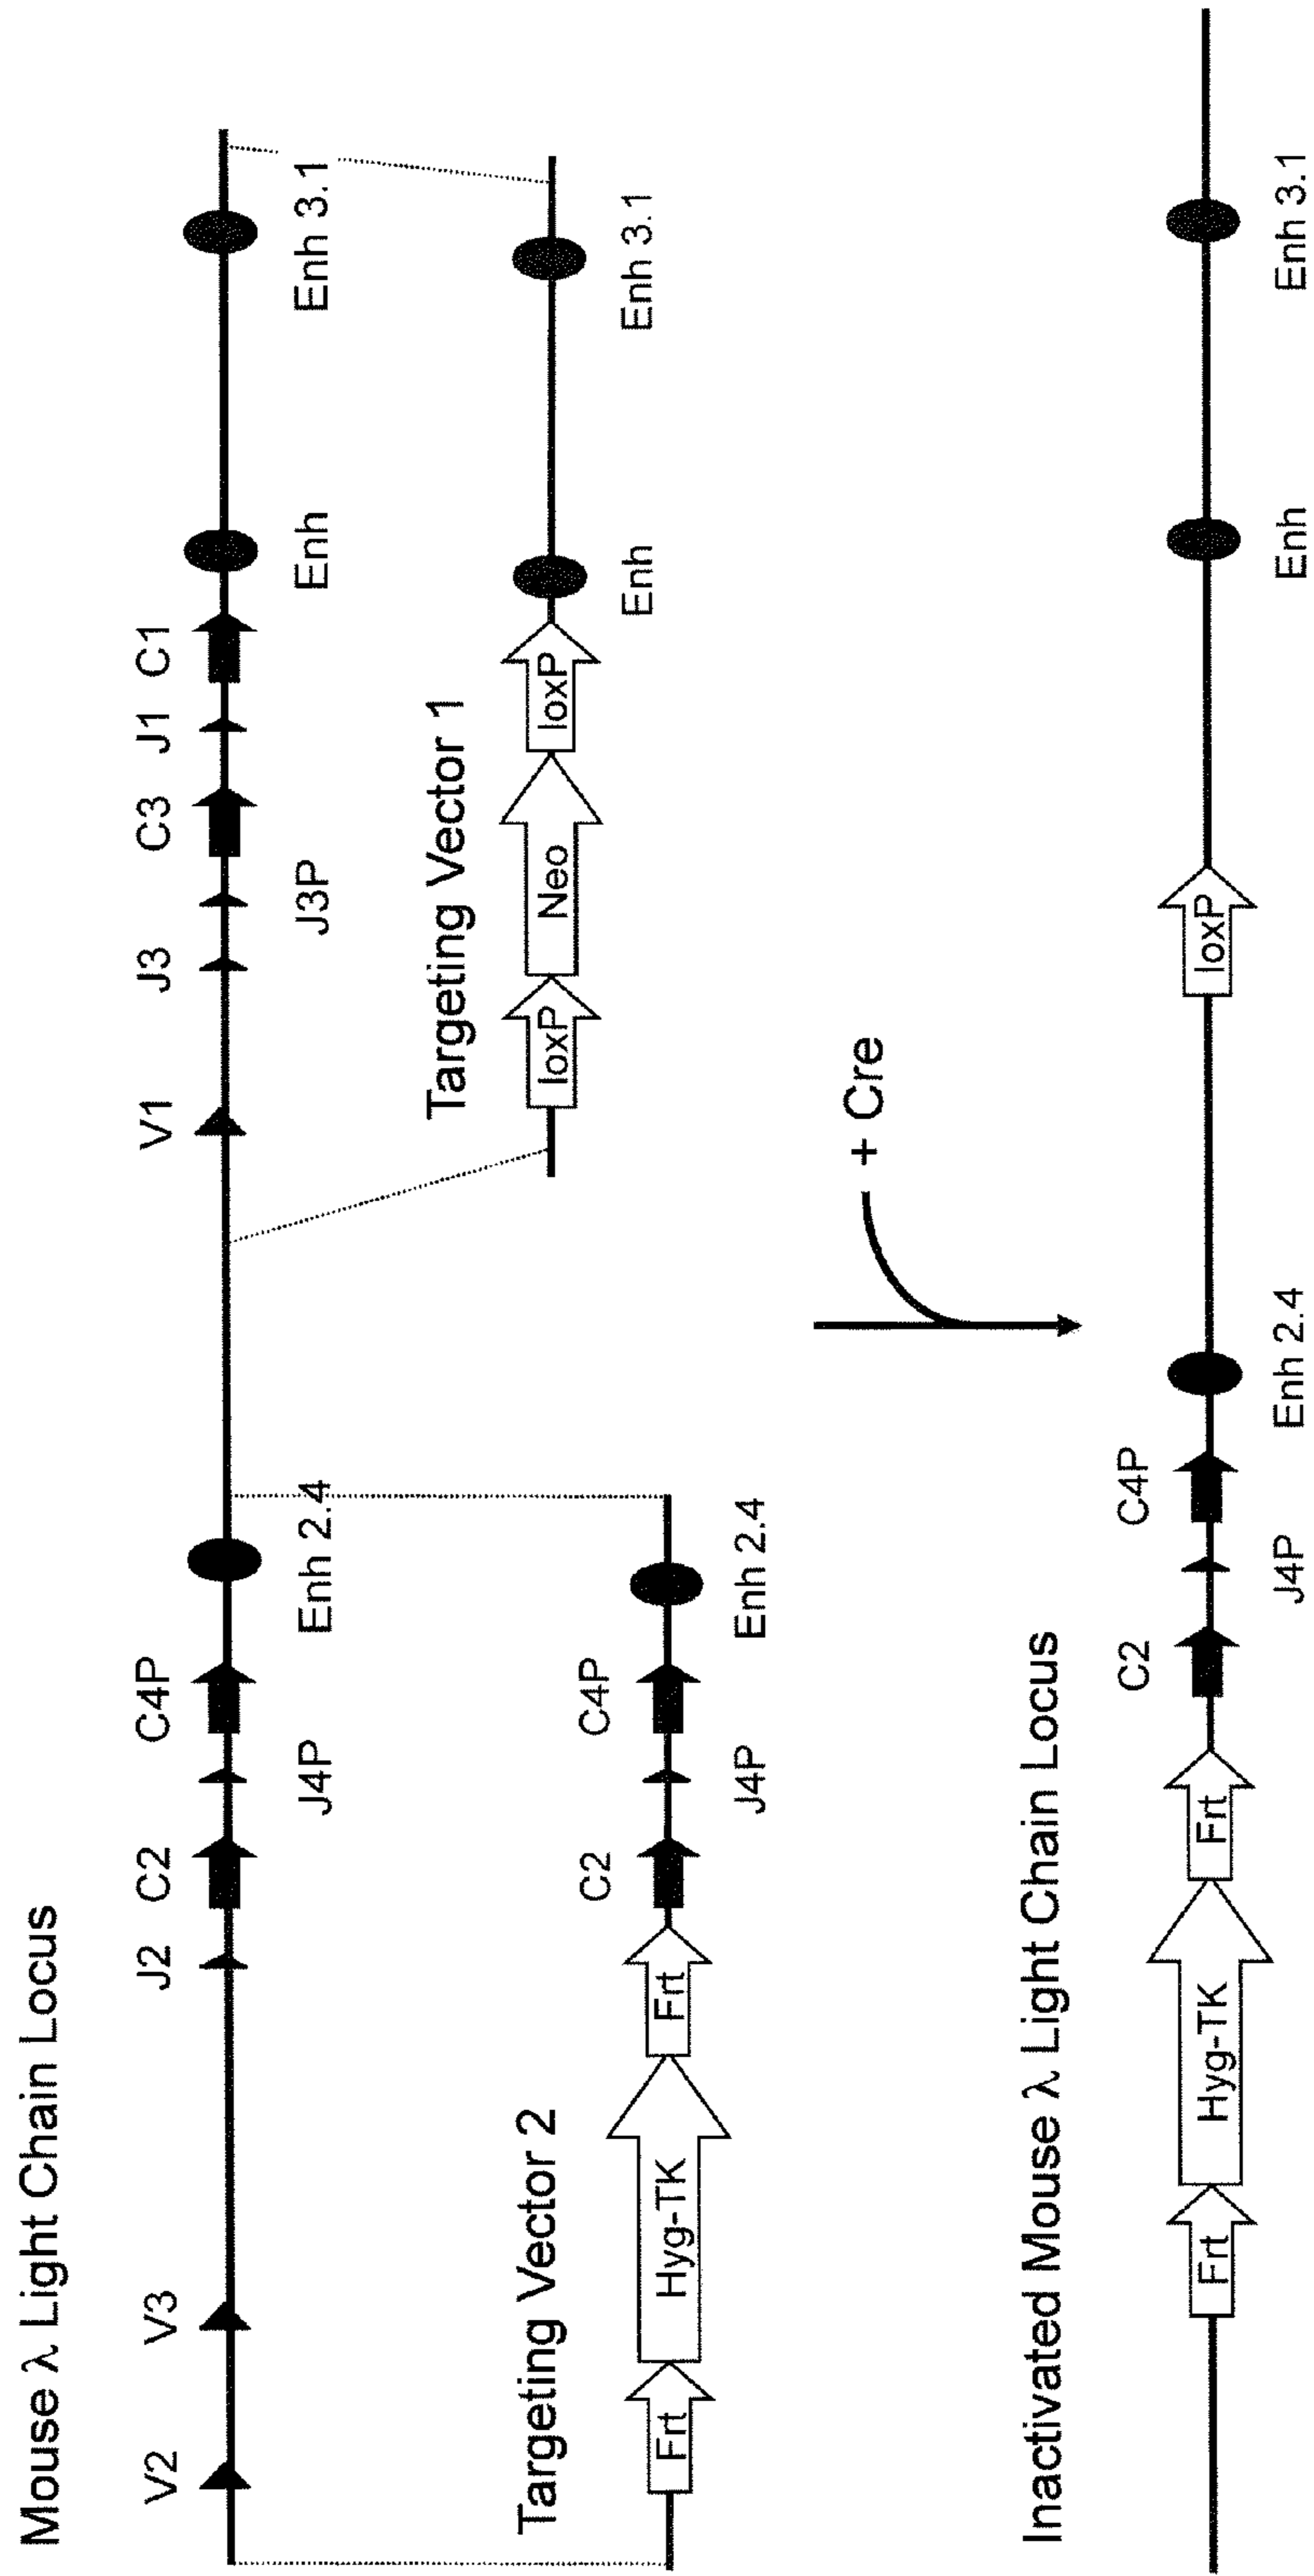 Mouse λ Light Chain Locus
V2 V3 J2 C2 C4P V1 J3 C3 J1 C1
J4P Enh 2.4 J3P Enh Enh 3.1
Targeting Vector 1
loxP Neo loxP
Enh Enh 3.1
Targeting Vector 2
C2 C4P
Frt Hyg-TK Frt
J4P Enh 2.4
+ Cre
Inactivated Mouse λ Light Chain Locus
C2 C4P
Frt Hyg-TK Frt loxP
J4P Enh 2.4 Enh Enh 3.1